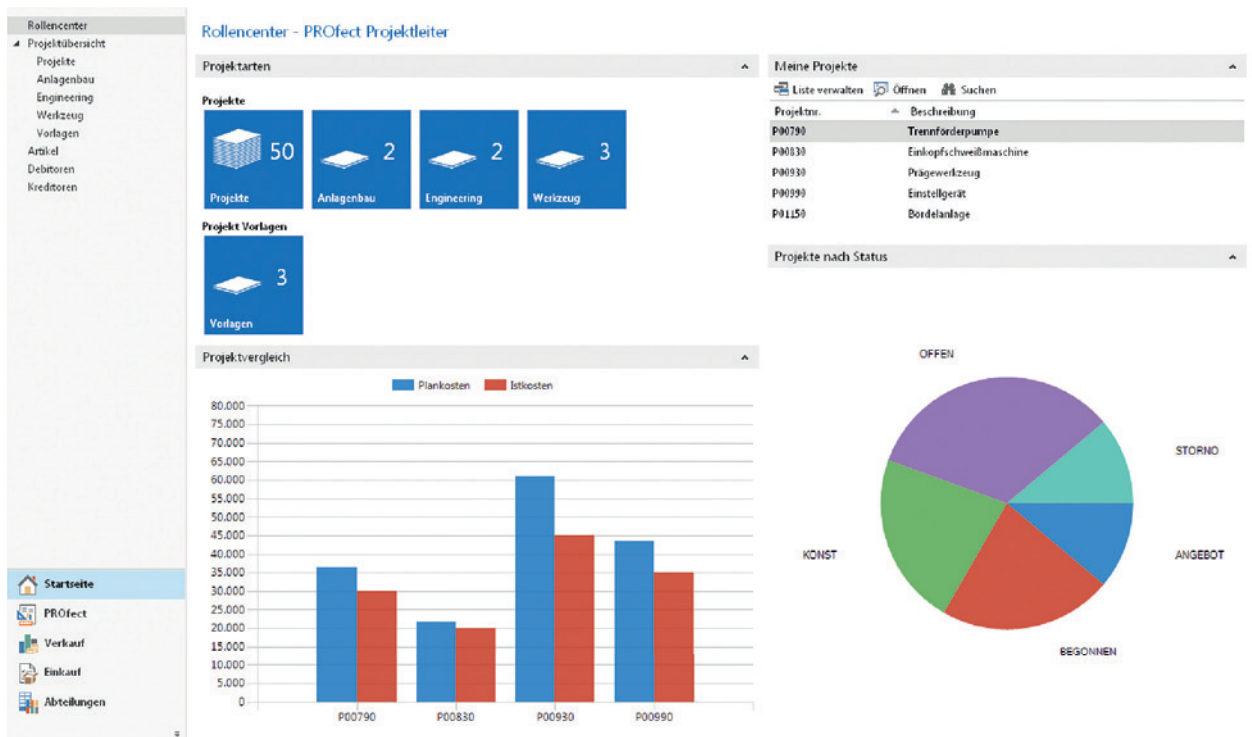 Rollencenter
Projektübersicht
Projekte
Anlagenbau
Engineering
Werkzeug
Vorlagen
Artikel
Debitoren
Kreditoren
Startseite
PROfect
Verkauf
Einkauf
Abteilungen
Rollencenter - PROfect Projektleiter
Projektarten
Projekte
50
Projekte
2
Anlagenbau
2
Engineering
3
Werkzeug
Projekt Vorlagen
3
Vorlagen
Projektvergleich
Plankosten Istkosten
80.000
75.000
70.000
65.000
60.000
55.000
50.000
45.000
40.000
35.000
30.000
25.000
20.000
15.000
10.000
5.000
0
P00790 P00830 P00930 P00990
Meine Projekte
Liste verwalten Öffnen Suchen
Projektnr. Beschreibung
P00790 Trennförderpumpe
P00830 Einkopfschweißmaschine
P00930 Prägewerkzeug
P00990 Einstellgerät
P01150 Bordelanlage
Projekte nach Status
OFFEN
STORNO
KONST
ANGEBOT
BEGONNEN